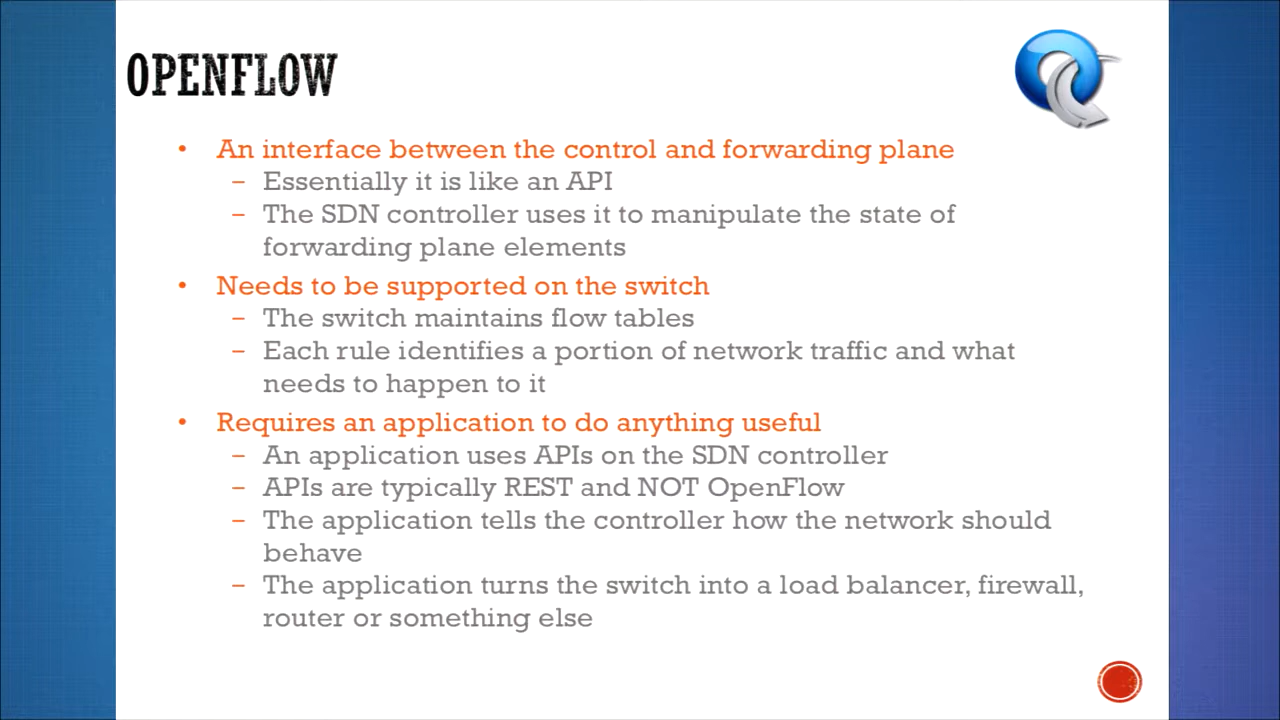 OPENFLOW
• An interface between the control and forwarding plane
– Essentially it is like an API
– The SDN controller uses it to manipulate the state of
forwarding plane elements
• Needs to be supported on the switch
– The switch maintains flow tables
– Each rule identifies a portion of network traffic and what
needs to happen to it
• Requires an application to do anything useful
– An application uses APIs on the SDN controller
– APIs are typically REST and NOT OpenFlow
– The application tells the controller how the network should
behave
– The application turns the switch into a load balancer, firewall,
router or something else